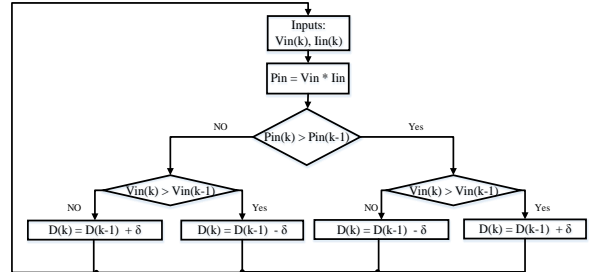 Inputs:
Vin(k), Iin(k)
Pin = Vin * Iin
Pin(k) > Pin(k-1)
NO
Yes
Vin(k) > Vin(k-1)
Vin(k) > Vin(k-1)
NO
Yes
NO
Yes
D(k) = D(k-1) + δ
D(k) = D(k-1) - δ
D(k) = D(k-1) - δ
D(k) = D(k-1) + δ